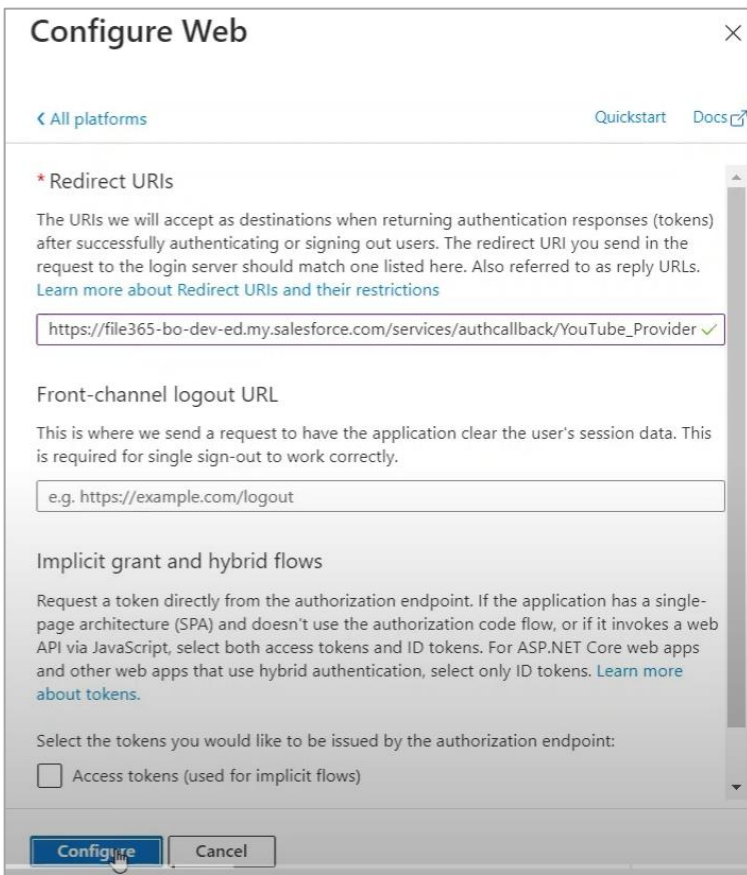 Configure Web
All platforms
Quickstart Docs
* Redirect URIs
The URIs we will accept as destinations when returning authentication responses (tokens)
after successfully authenticating or signing out users. The redirect URI you send in the
request to the login server should match one listed here. Also referred to as reply URLs.
Learn more about Redirect URIs and their restrictions
https://file365-bo-dev-ed.my.salesforce.com/services/authcallback/YouTube_Provider
Front-channel logout URL
This is where we send a request to have the application clear the user's session data. This
is required for single sign-out to work correctly.
e.g. https://example.com/logout
Implicit grant and hybrid flows
Request a token directly from the authorization endpoint. If the application has a single-
page architecture (SPA) and doesn't use the authorization code flow, or if it invokes a web
API via JavaScript, select both access tokens and ID tokens. For ASP.NET Core web apps
and other web apps that use hybrid authentication, select only ID tokens. Learn more
about tokens.
Select the tokens you would like to be issued by the authorization endpoint:
Access tokens (used for implicit flows)
Configure Cancel